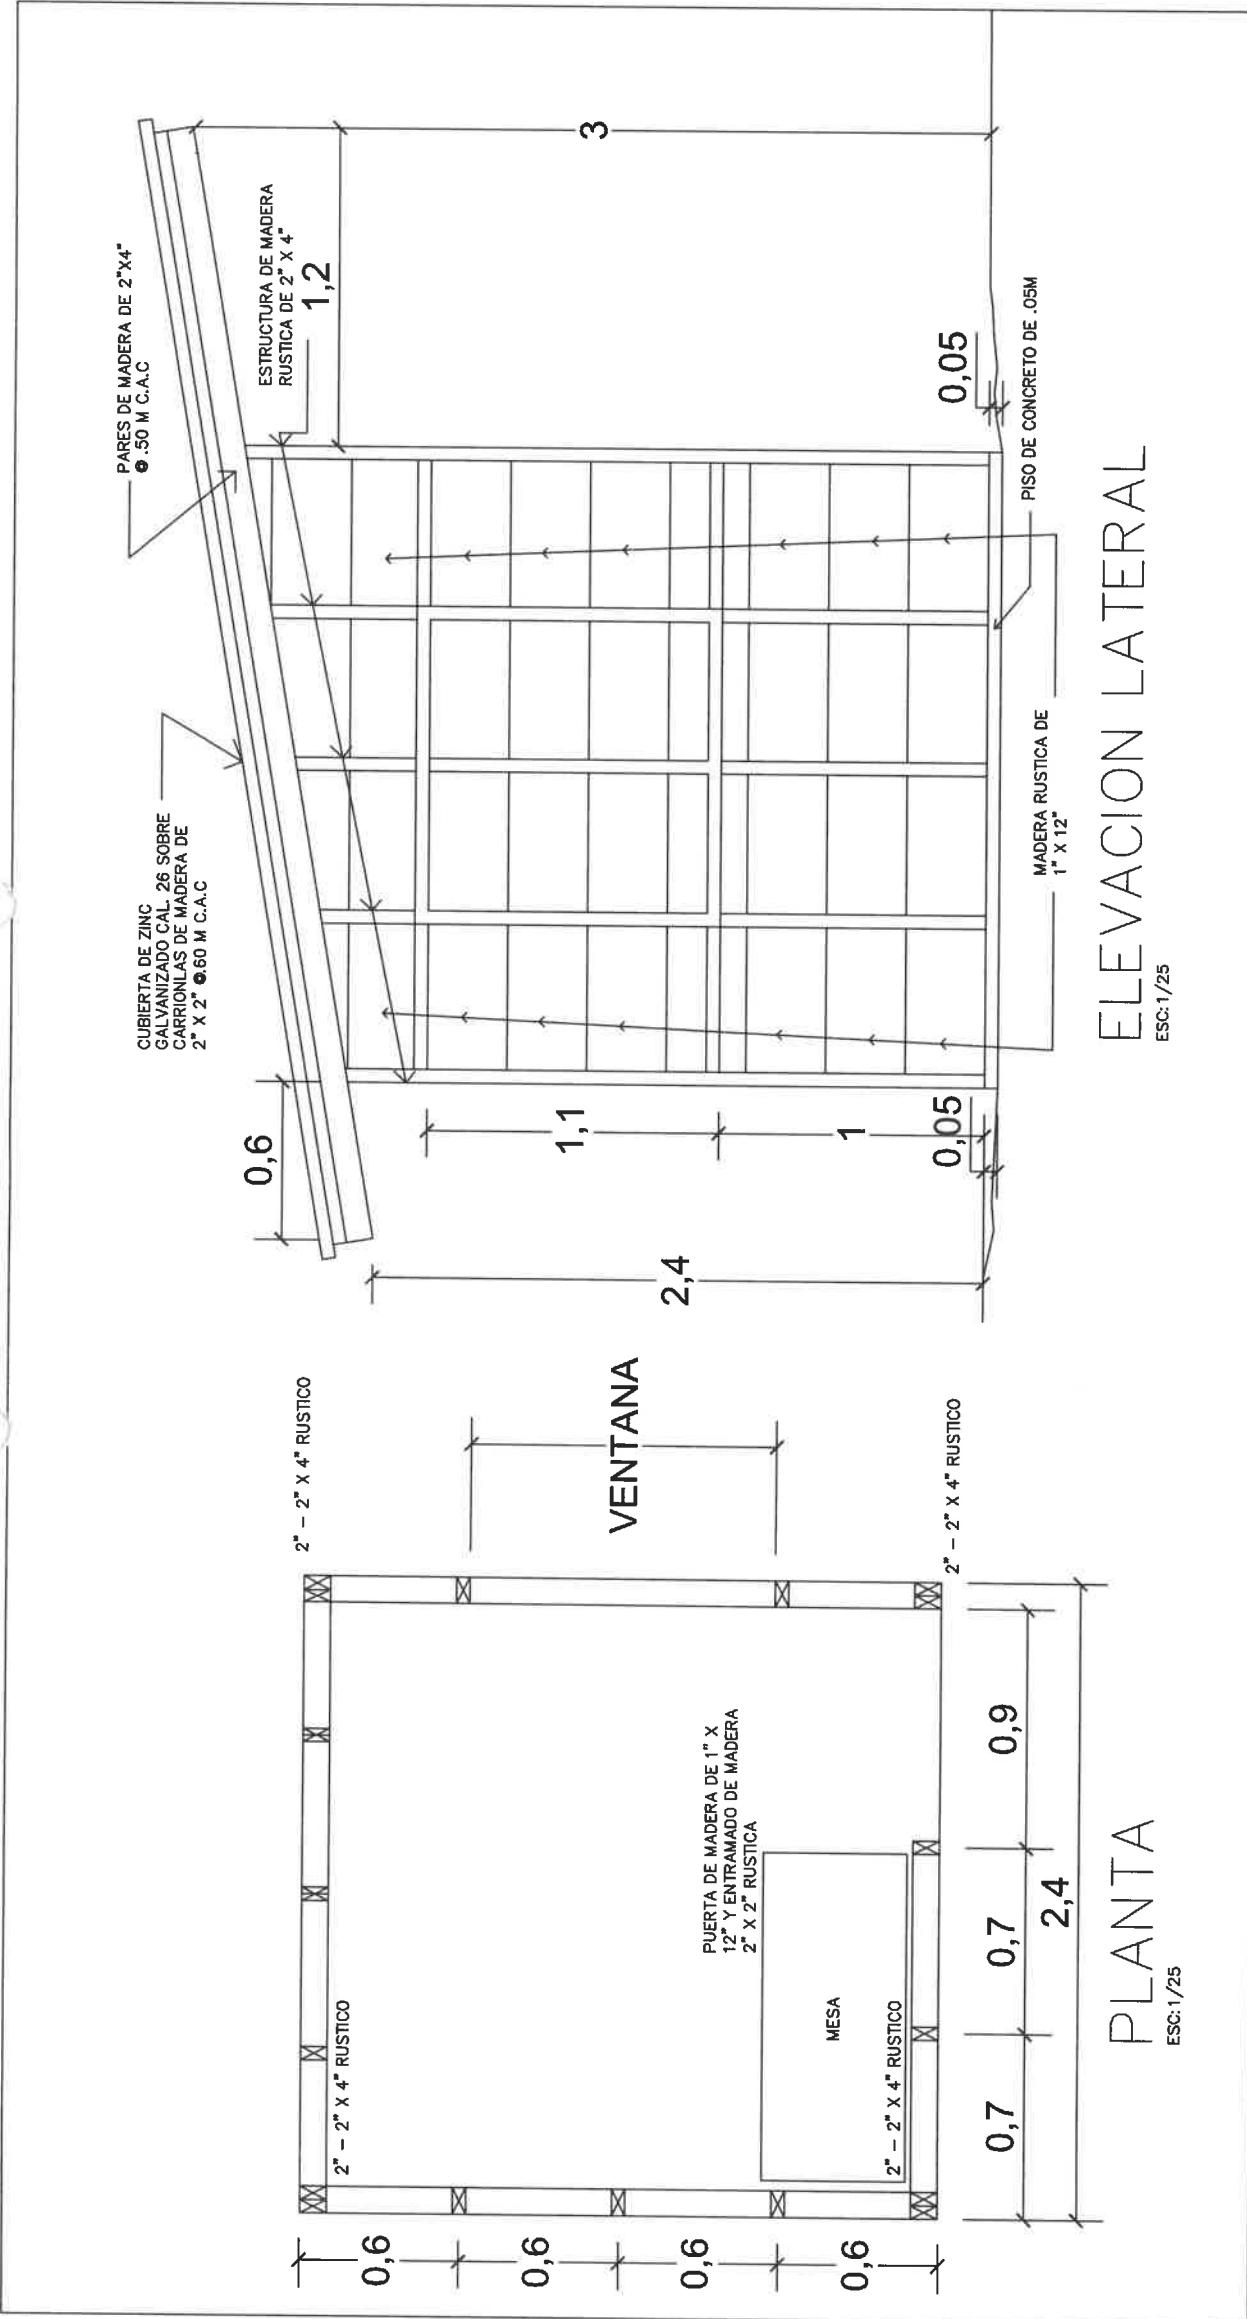 2" - 2" X 4" RUSTICO
2" - 2" X 4" RUSTICO
0,6
0,6
0,6
0,6
PUERTA DE MADERA DE 1" X
12" Y ENTRAMADO DE MADERA
2" X 2" RUSTICA
MESA
2" - 2" X 4" RUSTICO
VENTANA
2" - 2" X 4" RUSTICO
0,7
0,7
0,9
2,4
PLANTA
ESC:1/25
CUBIERTA DE ZINC
GALVANIZADO CAL. 26 SOBRE
CARRIONLAS DE MADERA DE
2" X 2" @.60 M C.A.C
PARES DE MADERA DE 2"X4"
@ .50 M C.A.C
ESTRUCTURA DE MADERA
RUSTICA DE 2" X 4"
0,6
1,2
3
2,4
1,1
1
0,05
0,05
MADERA RUSTICA DE
1" X 12"
PISO DE CONCRETO DE .05M
ELEVACION LATERAL
ESC:1/25